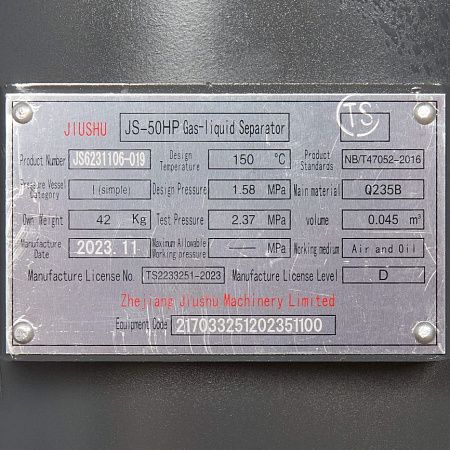 TS
JIUSHU JS-50HP Gas-liquid Separator
Product Number JS6231106-019 Design Temperature 150 °C Product Standards NB/T47052-2016
Pressure Vessel Category I (simple) Design Pressure 1.58 MPa Main material Q235B
Own Weight 42 Kg Test Pressure 2.37 MPa volume 0.045 m³
Manufacture Date 2023.11 Maximum Allowable Working pressure — MPa Working medium Air and Oil
Manufacture License No. TS2233251-2023 Manufacture License Level D
Zhejiang Jiushu Machinery Limited
Equipment Code 217033251202351100